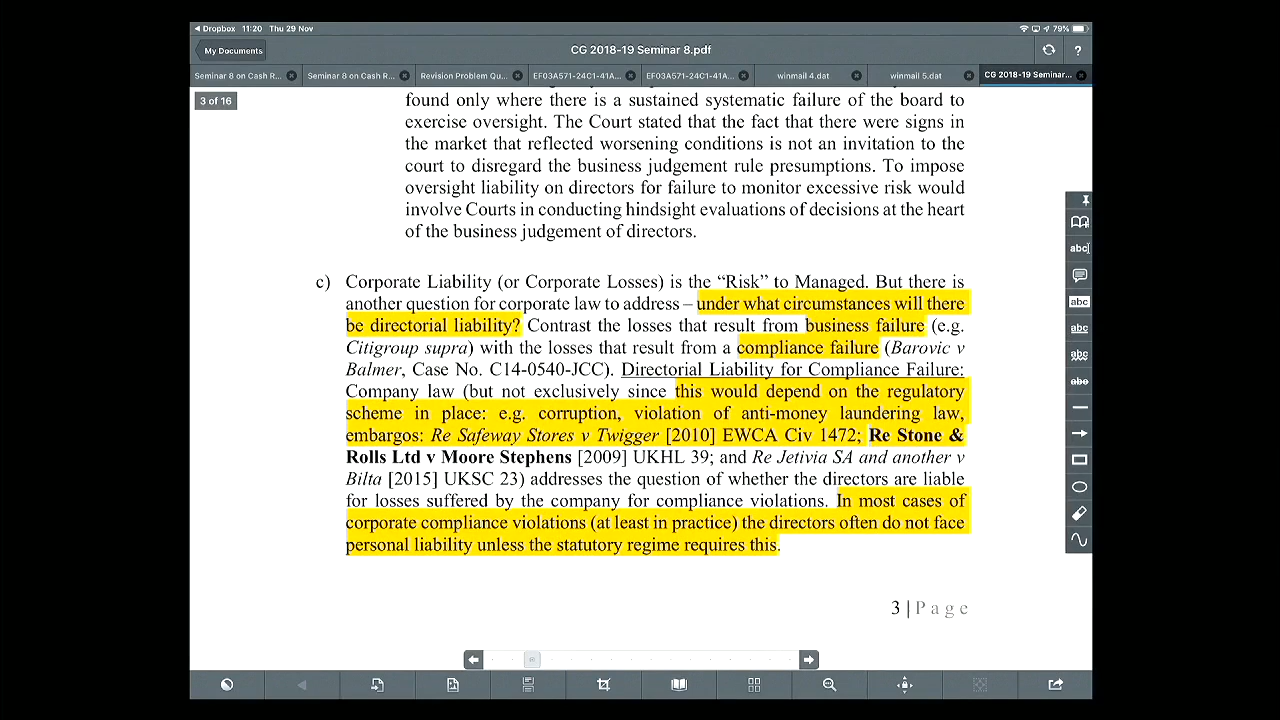 Dropbox 11:20 Thu 29 Nov
79%
My Documents
CG 2018-19 Seminar 8.pdf
?
Seminar 8 on Cash R...
Seminar 8 on Cash R...
Revision Problem Qu...
EF03A571-24C1-41A...
EF03A571-24C1-41A...
winmail 4.dat
winmail 5.dat
CG 2018-19 Seminar...
3 of 16
found only where there is a sustained systematic failure of the board to
exercise oversight. The Court stated that the fact that there were signs in
the market that reflected worsening conditions is not an invitation to the
court to disregard the business judgement rule presumptions. To impose
oversight liability on directors for failure to monitor excessive risk would
involve Courts in conducting hindsight evaluations of decisions at the heart
of the business judgement of directors.
c) Corporate Liability (or Corporate Losses) is the “Risk” to Managed. But there is
another question for corporate law to address – under what circumstances will there
be directorial liability? Contrast the losses that result from business failure (e.g.
Citigroup supra) with the losses that result from a compliance failure (Barovic v
Balmer, Case No. C14-0540-JCC). Directorial Liability for Compliance Failure:
Company law (but not exclusively since this would depend on the regulatory
scheme in place: e.g. corruption, violation of anti-money laundering law,
embargos: Re Safeway Stores v Twigger [2010] EWCA Civ 1472; Re Stone &
Rolls Ltd v Moore Stephens [2009] UKHL 39; and Re Jetivia SA and another v
Bilta [2015] UKSC 23) addresses the question of whether the directors are liable
for losses suffered by the company for compliance violations. In most cases of
corporate compliance violations (at least in practice) the directors often do not face
personal liability unless the statutory regime requires this.
3 | P a g e
abc
abc
abc
abc
abc